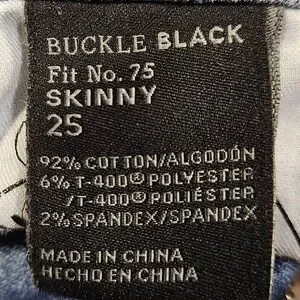 BUCKLE BLACK
Fit No. 75
SKINNY
25
92% COTTON/ALGODÓN
6% T-400® POLYESTER
/T-400® POLIÉSTER
2% SPANDEX/SPANDEX
MADE IN CHINA
HECHO EN CHINA